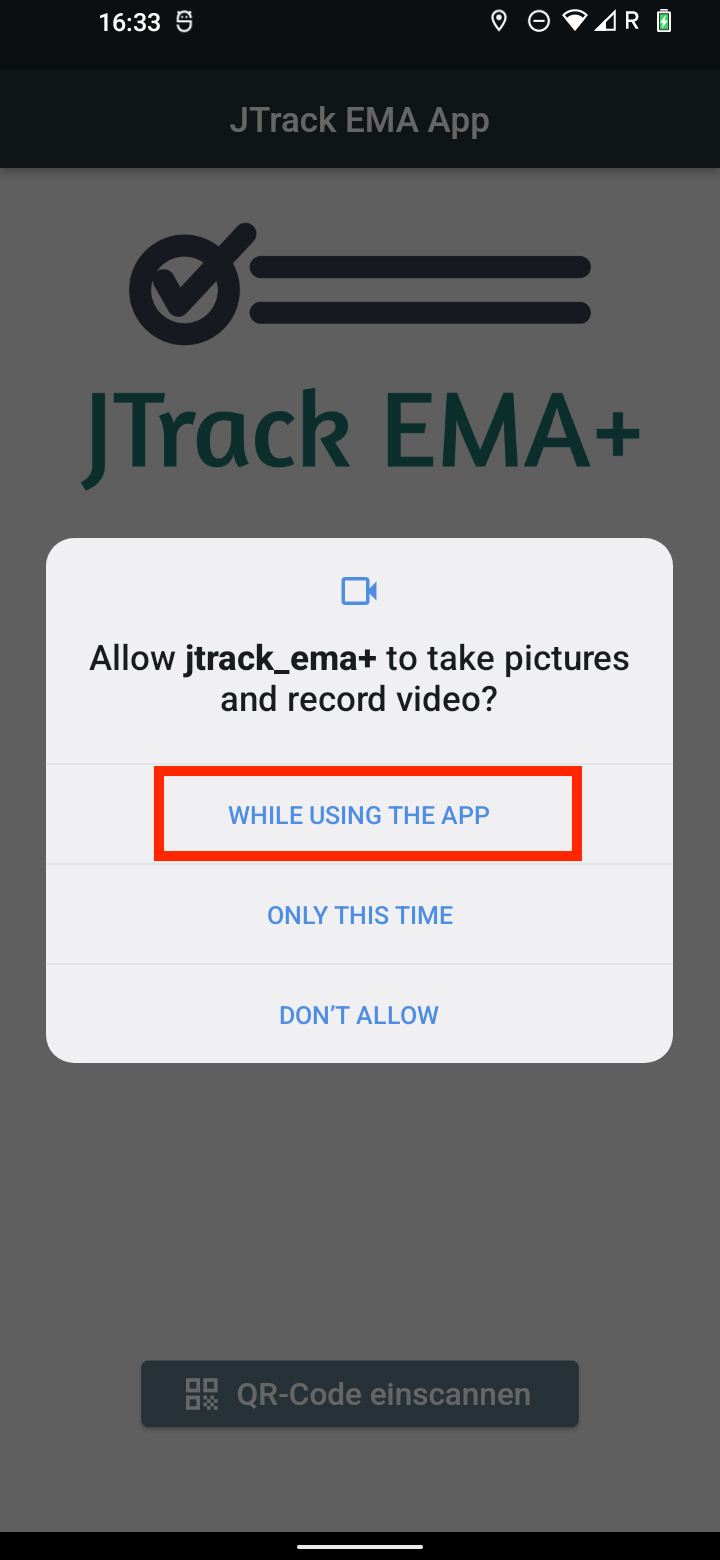 16:33
R
JTrack EMA App
JTrack EMA+
Allow jtrack_ema+ to take pictures
and record video?
WHILE USING THE APP
ONLY THIS TIME
DON’T ALLOW
QR-Code einscannen